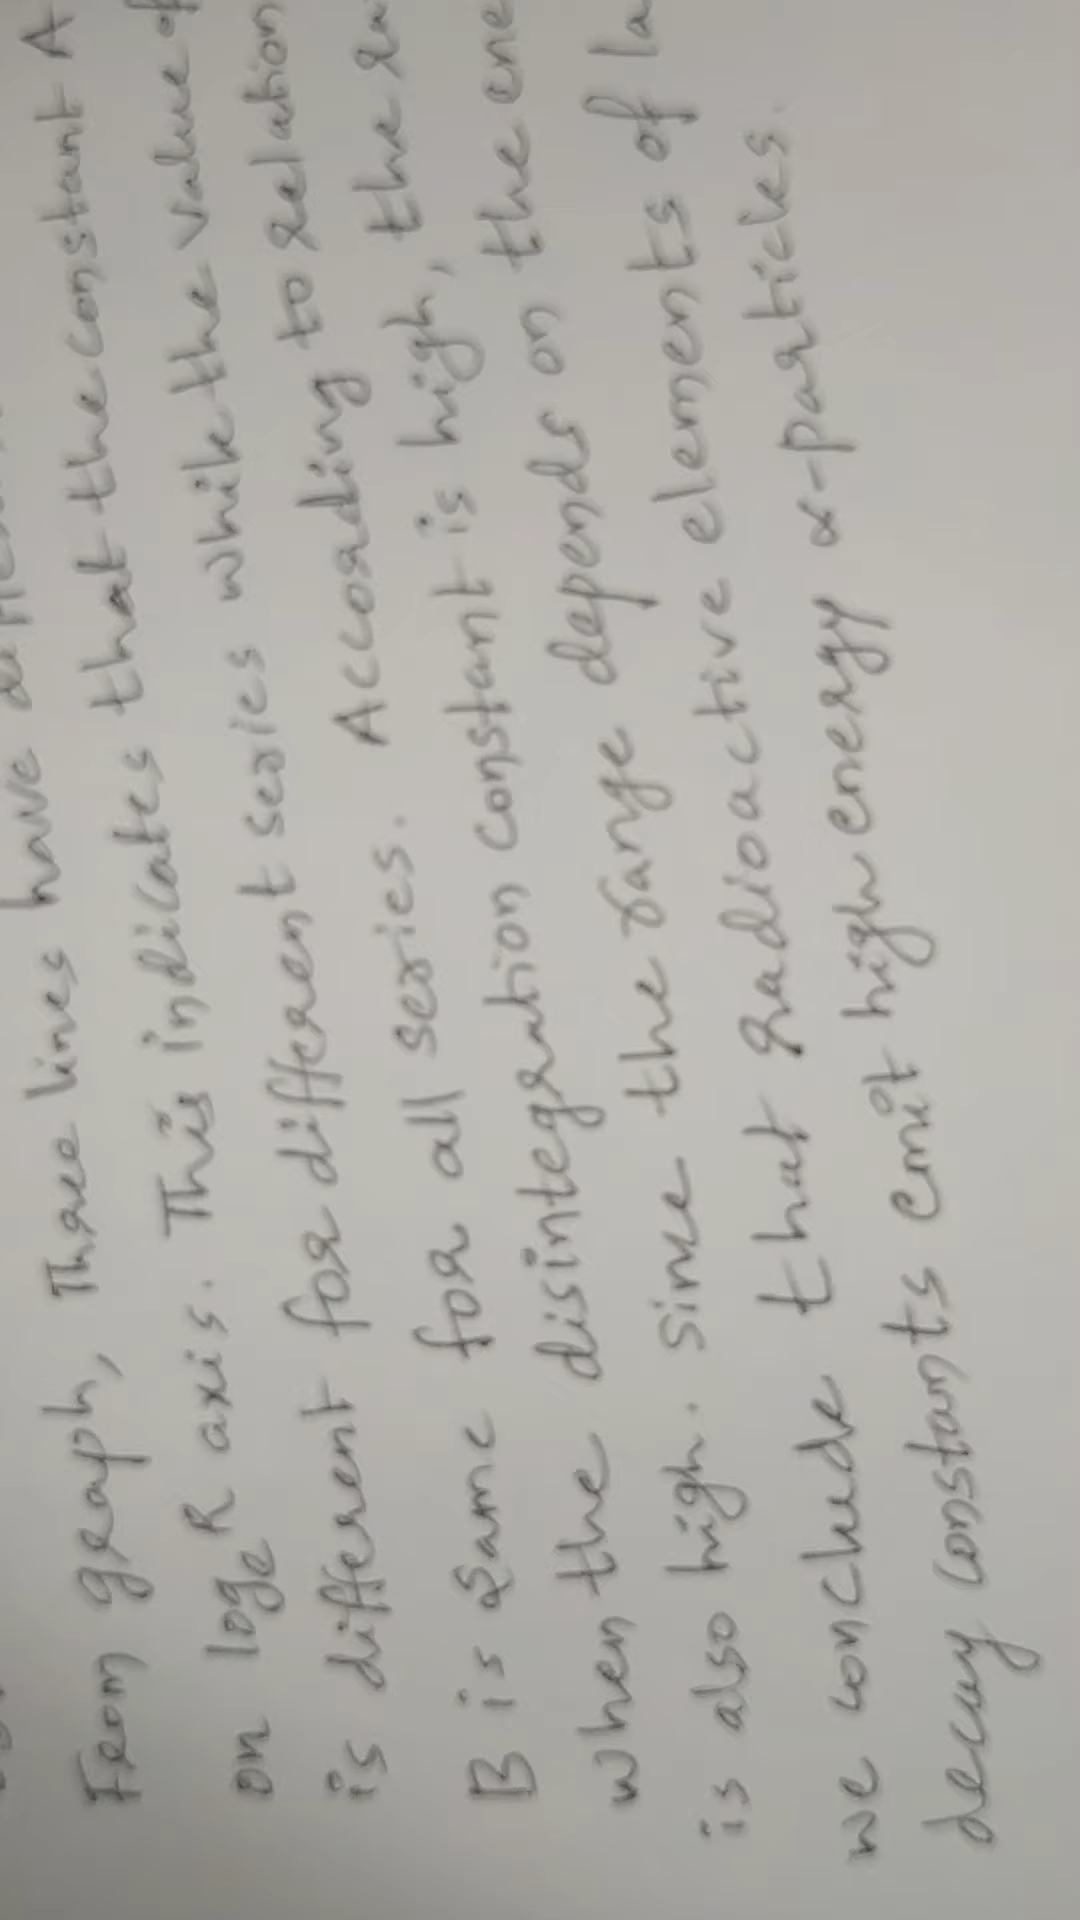 lines have
From graph, Three lines that the constant A
on loge R axis. This indicates while the value of
is different for different series to relation
B is same for all series. According the
when the disintegration constant is high, the
is also high. Since the range depends on of
we conclude that radioactive elements
decay constants emit high energy α-particles.